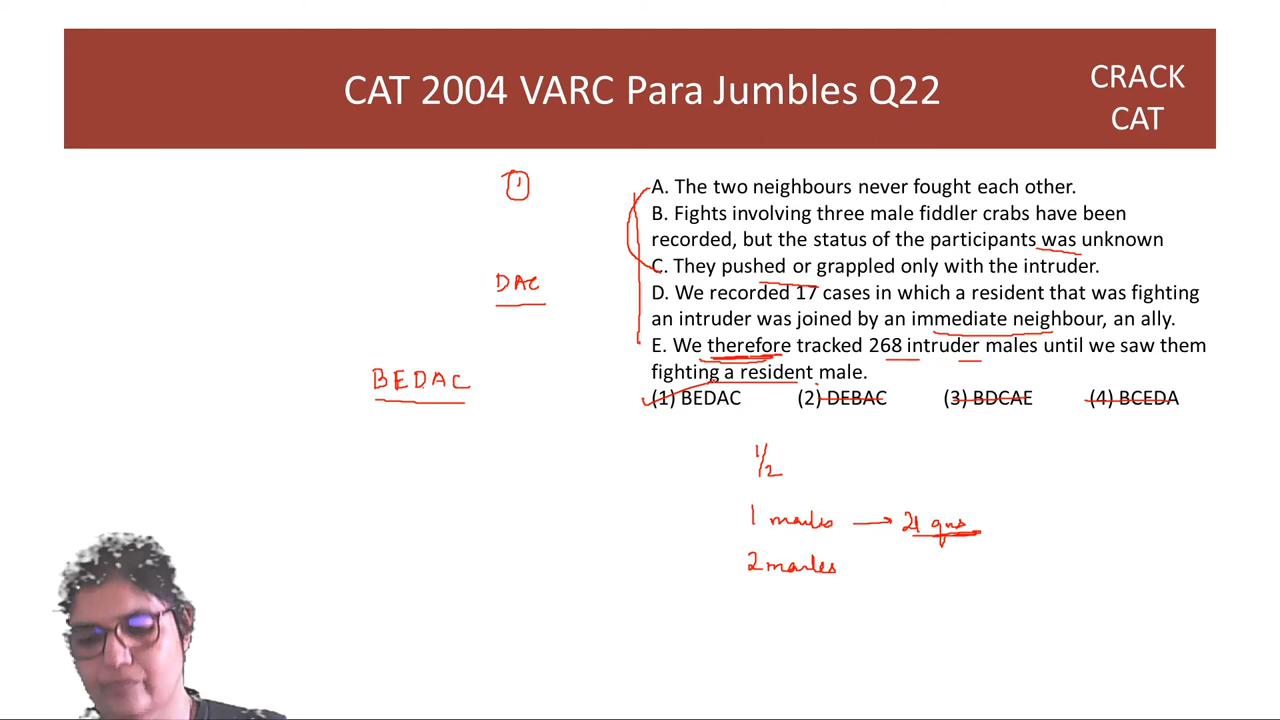 CAT 2004 VARC Para Jumbles Q22
CRACK
CAT
1
A. The two neighbours never fought each other.
B. Fights involving three male fiddler crabs have been
recorded, but the status of the participants was unknown
C. They pushed or grappled only with the intruder.
D. We recorded 17 cases in which a resident that was fighting
an intruder was joined by an immediate neighbour, an ally.
E. We therefore tracked 268 intruder males until we saw them
fighting a resident male.
(1) BEDAC (2) DEBAC (3) BDCAE (4) BCEDA
DAC
BEDAC
1/2
1 marks → 21 qns
2 marks